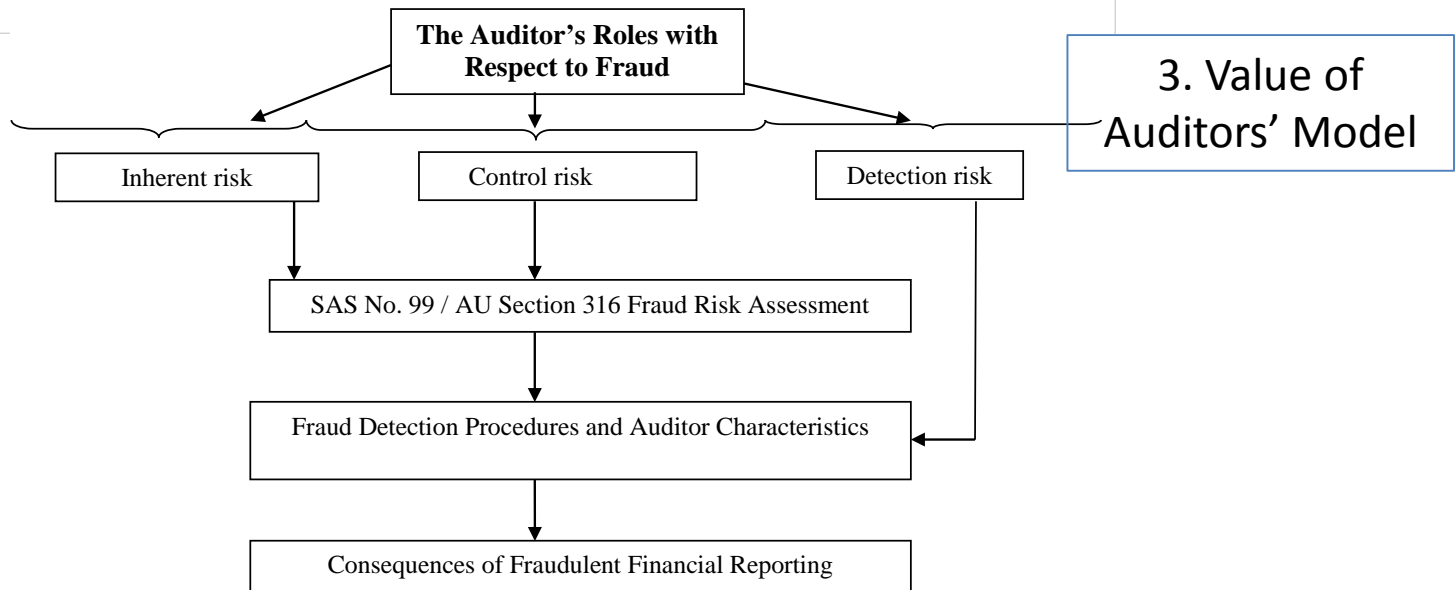 The Auditor's Roles with
Respect to Fraud
3. Value of
Auditors' Model
Inherent risk
Control risk
Detection risk
SAS No. 99 / AU Section 316 Fraud Risk Assessment
Fraud Detection Procedures and Auditor Characteristics
Consequences of Fraudulent Financial Reporting